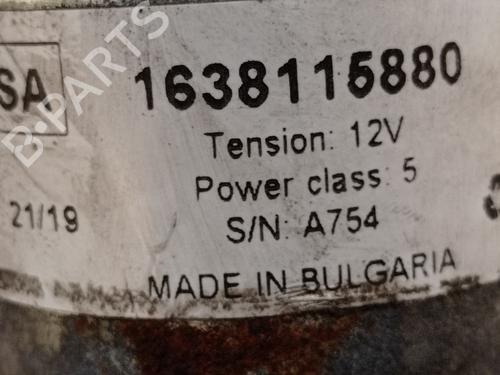 SA 1638115880
Tension: 12V
Power class: 5
21/19
S/N: A754
MADE IN BULGARIA
B-PARTS